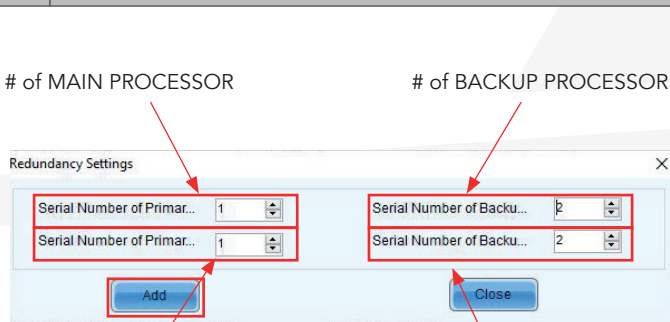 # of MAIN PROCESSOR # of BACKUP PROCESSOR
Redundancy Settings
Serial Number of Primar... 1 Serial Number of Backu... 2
Serial Number of Primar... 1 Serial Number of Backu... 2
Add Close